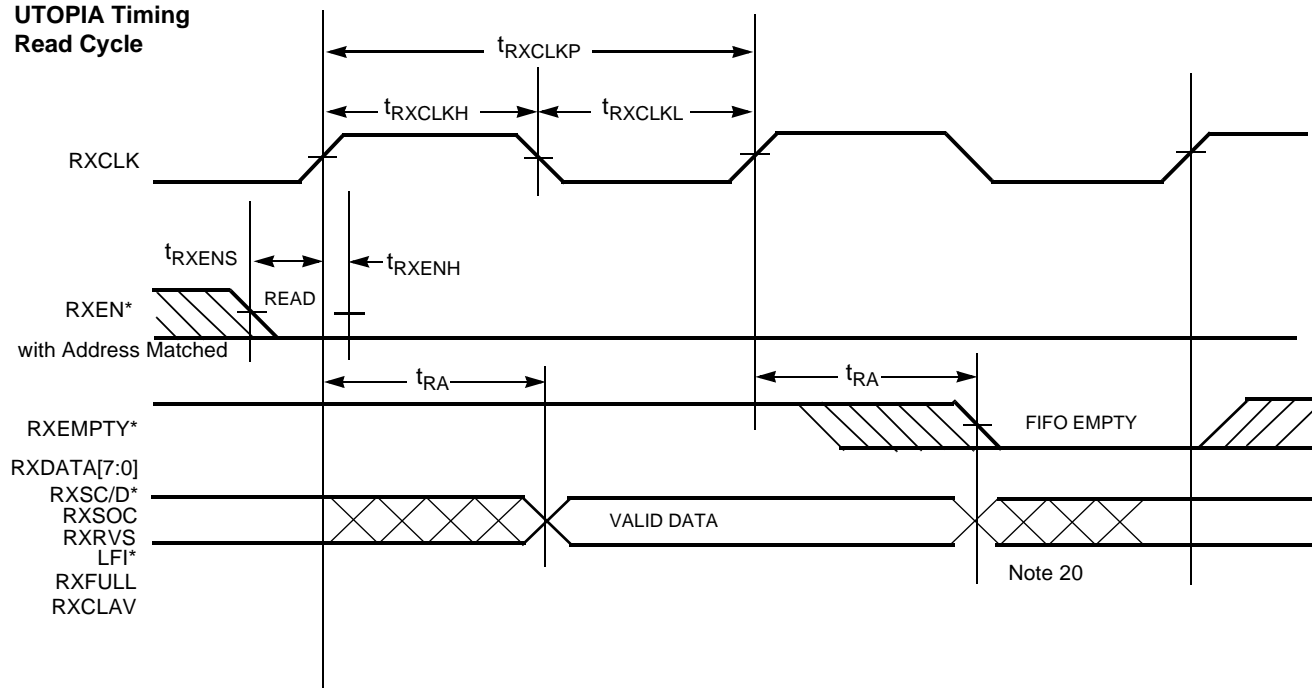 UTOPIA Timing
Read Cycle
tRXCLKP
tRXCLKH
tRXCLKL
RXCLK
tRXENS
tRXENH
READ
RXEN*
with Address Matched
tRA
tRA
RXEMPTY*
FIFO EMPTY
RXDATA[7:0]
RXSC/D*
RXSOC
VALID DATA
RXRVS
LFI*
RXFULL
Note 20
RXCLAV